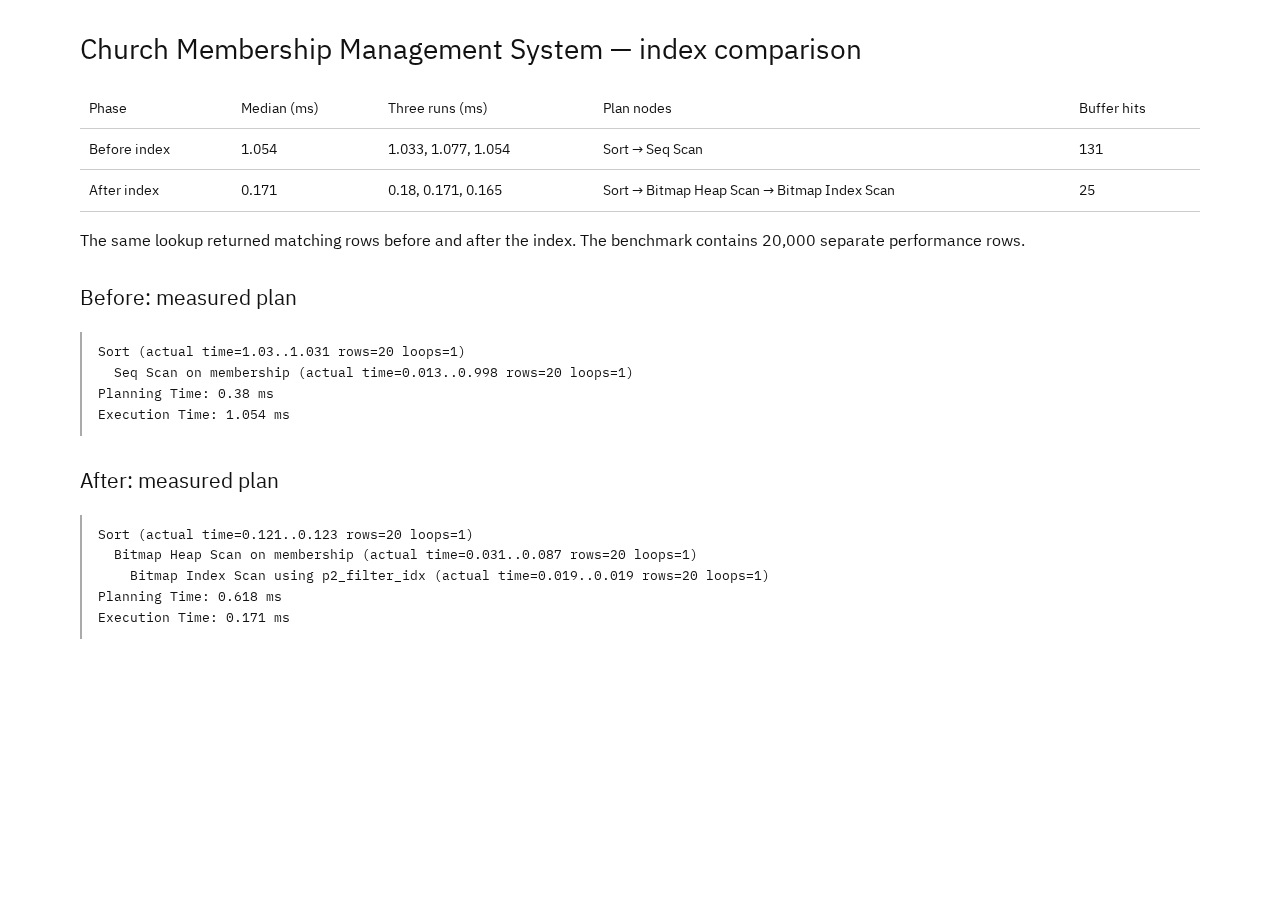 Church Membership Management System — index comparison
Phase Median (ms) Three runs (ms) Plan nodes Buffer hits
Before index 1.054 1.033, 1.077, 1.054 Sort → Seq Scan 131
After index 0.171 0.18, 0.171, 0.165 Sort → Bitmap Heap Scan → Bitmap Index Scan 25
The same lookup returned matching rows before and after the index. The benchmark contains 20,000 separate performance rows.
Before: measured plan
Sort (actual time=1.03..1.031 rows=20 loops=1)
  Seq Scan on membership (actual time=0.013..0.998 rows=20 loops=1)
Planning Time: 0.38 ms
Execution Time: 1.054 ms
After: measured plan
Sort (actual time=0.121..0.123 rows=20 loops=1)
  Bitmap Heap Scan on membership (actual time=0.031..0.087 rows=20 loops=1)
    Bitmap Index Scan using p2_filter_idx (actual time=0.019..0.019 rows=20 loops=1)
Planning Time: 0.618 ms
Execution Time: 0.171 ms